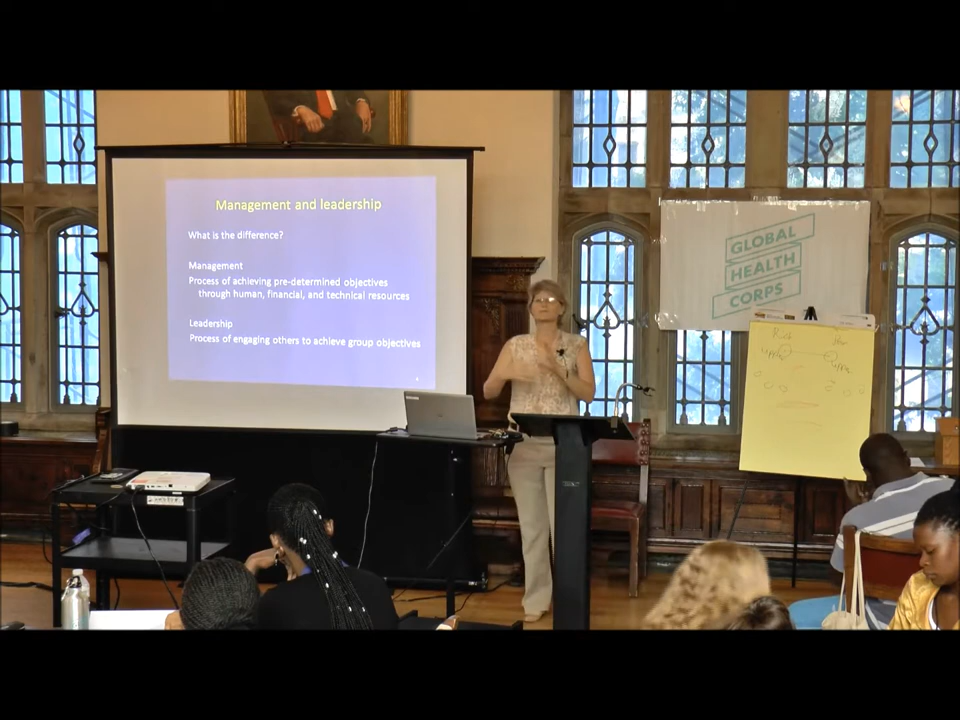 Management and leadership
What is the difference?
Management
Process of achieving pre-determined objectives
through human, financial, and technical resources
Leadership
Process of engaging others to achieve group objectives
GLOBAL
HEALTH
CORPS